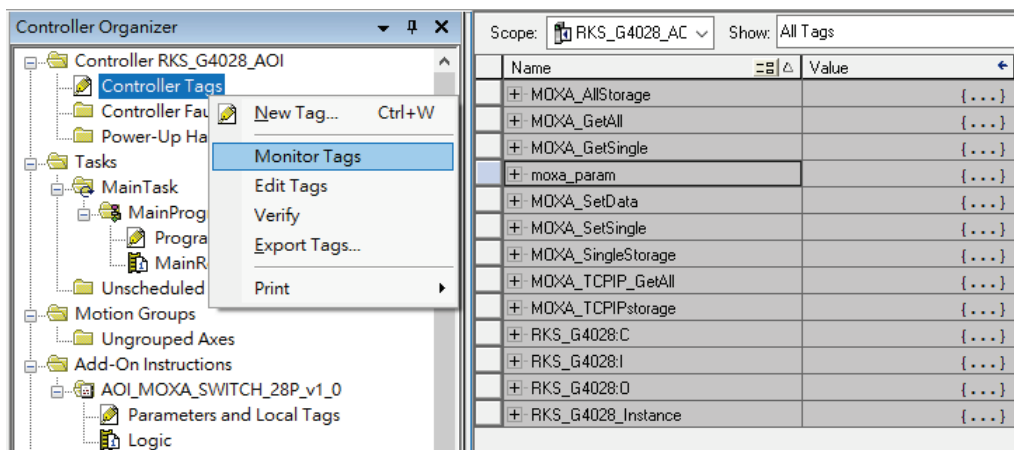 Controller Organizer
Controller RKS_G4028_AOI
Controller Tags
Controller Fau
Power-Up Ha
Tasks
MainTask
MainProg
Progra
MainR
Unscheduled
Motion Groups
Ungrouped Axes
Add-On Instructions
AOI_MOXA_SWITCH_28P_v1_0
Parameters and Local Tags
Logic
New Tag... Ctrl+W
Monitor Tags
Edit Tags
Verify
Export Tags...
Print
Scope: RKS_G4028_AC Show: All Tags
Name Value
MOXA_AllStorage {...}
MOXA_GetAll {...}
MOXA_GetSingle {...}
moxa_param {...}
MOXA_SetData {...}
MOXA_SetSingle {...}
MOXA_SingleStorage {...}
MOXA_TCPIP_GetAll {...}
MOXA_TCPIPstorage {...}
RKS_G4028:C {...}
RKS_G4028:I {...}
RKS_G4028:O {...}
RKS_G4028_Instance {...}